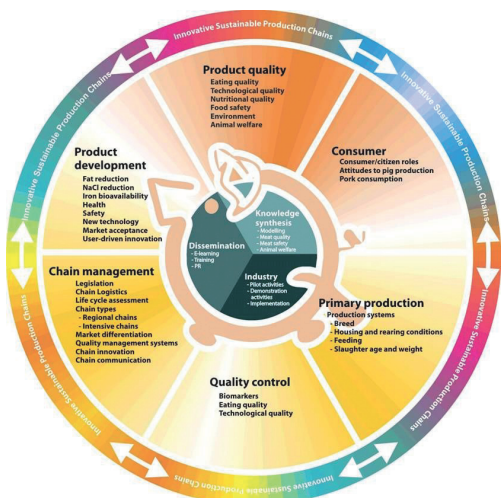 Innovative Sustainable Production Chains
Innovative Sustainable Production Chains
Innovative Sustainable Production Chains
Innovative Sustainable Production Chains
Innovative Sustainable Production Chains
Innovative Sustainable Production Chains
Product quality
Eating quality
Technological quality
Nutritional quality
Food safety
Environment
Animal welfare
Consumer
Consumer/citizen roles
Attitudes to pig production
Pork consumption
Product
development
Fat reduction
NaCl reduction
Iron bioavailability
Health
Safety
New technology
Market acceptance
User-driven innovation
Knowledge
synthesis
- Modelling
- Meat quality
- Meat safety
- Animal welfare
Dissemination
- E-learning
- Training
- PR
Industry
- Pilot activities
- Demonstration
activities
- Implementation
Chain management
Legislation
Chain Logistics
Life cycle assessment
Chain types
- Regional chains
- Intensive chains
Market differentiation
Quality management systems
Chain innovation
Chain communication
Primary production
Production systems
- Breed
- Housing and rearing conditions
- Feeding
- Slaughter age and weight
Quality control
Biomarkers
Eating quality
Technological quality